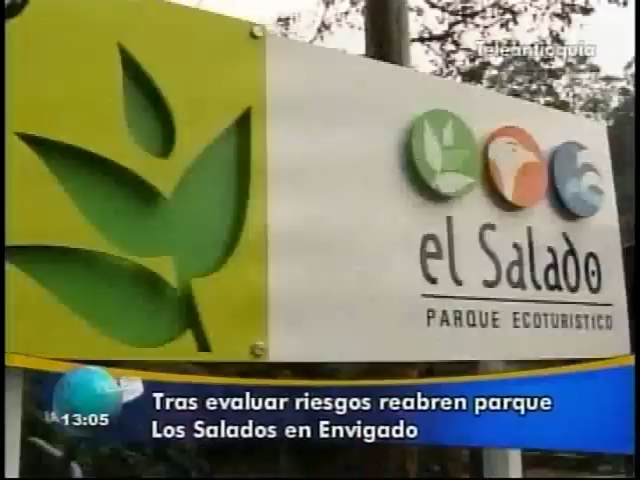 Teleantioquia
el Salado
PARQUE ECOTURISTICO
Tras evaluar riesgos reabren parque
Los Salados en Envigado
13:05